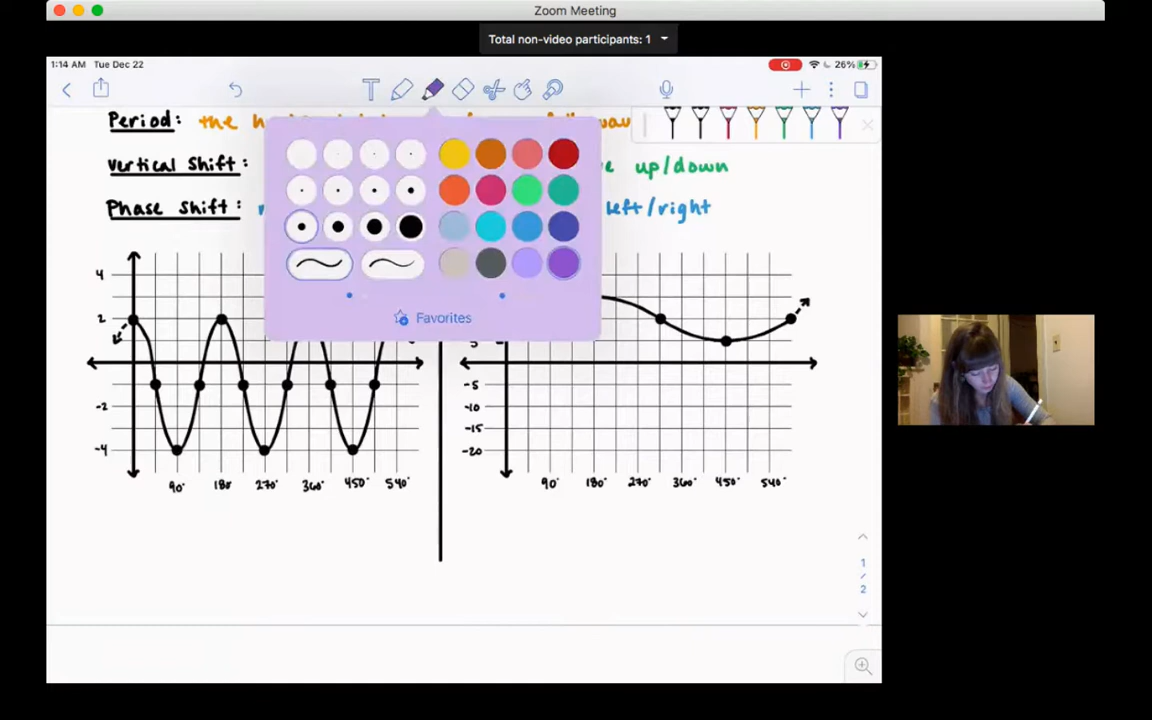 Zoom Meeting
Total non-video participants: 1
1:14 AM Tue Dec 22
26%
T
Period: the
Vertical Shift: up/down
Phase Shift: left/right
4
2
-2
-4
90° 180 270° 360° 450° 540°
5
-5
-10
-15
-20
90° 180° 270° 360° 450° 540°
Favorites
1
/
2